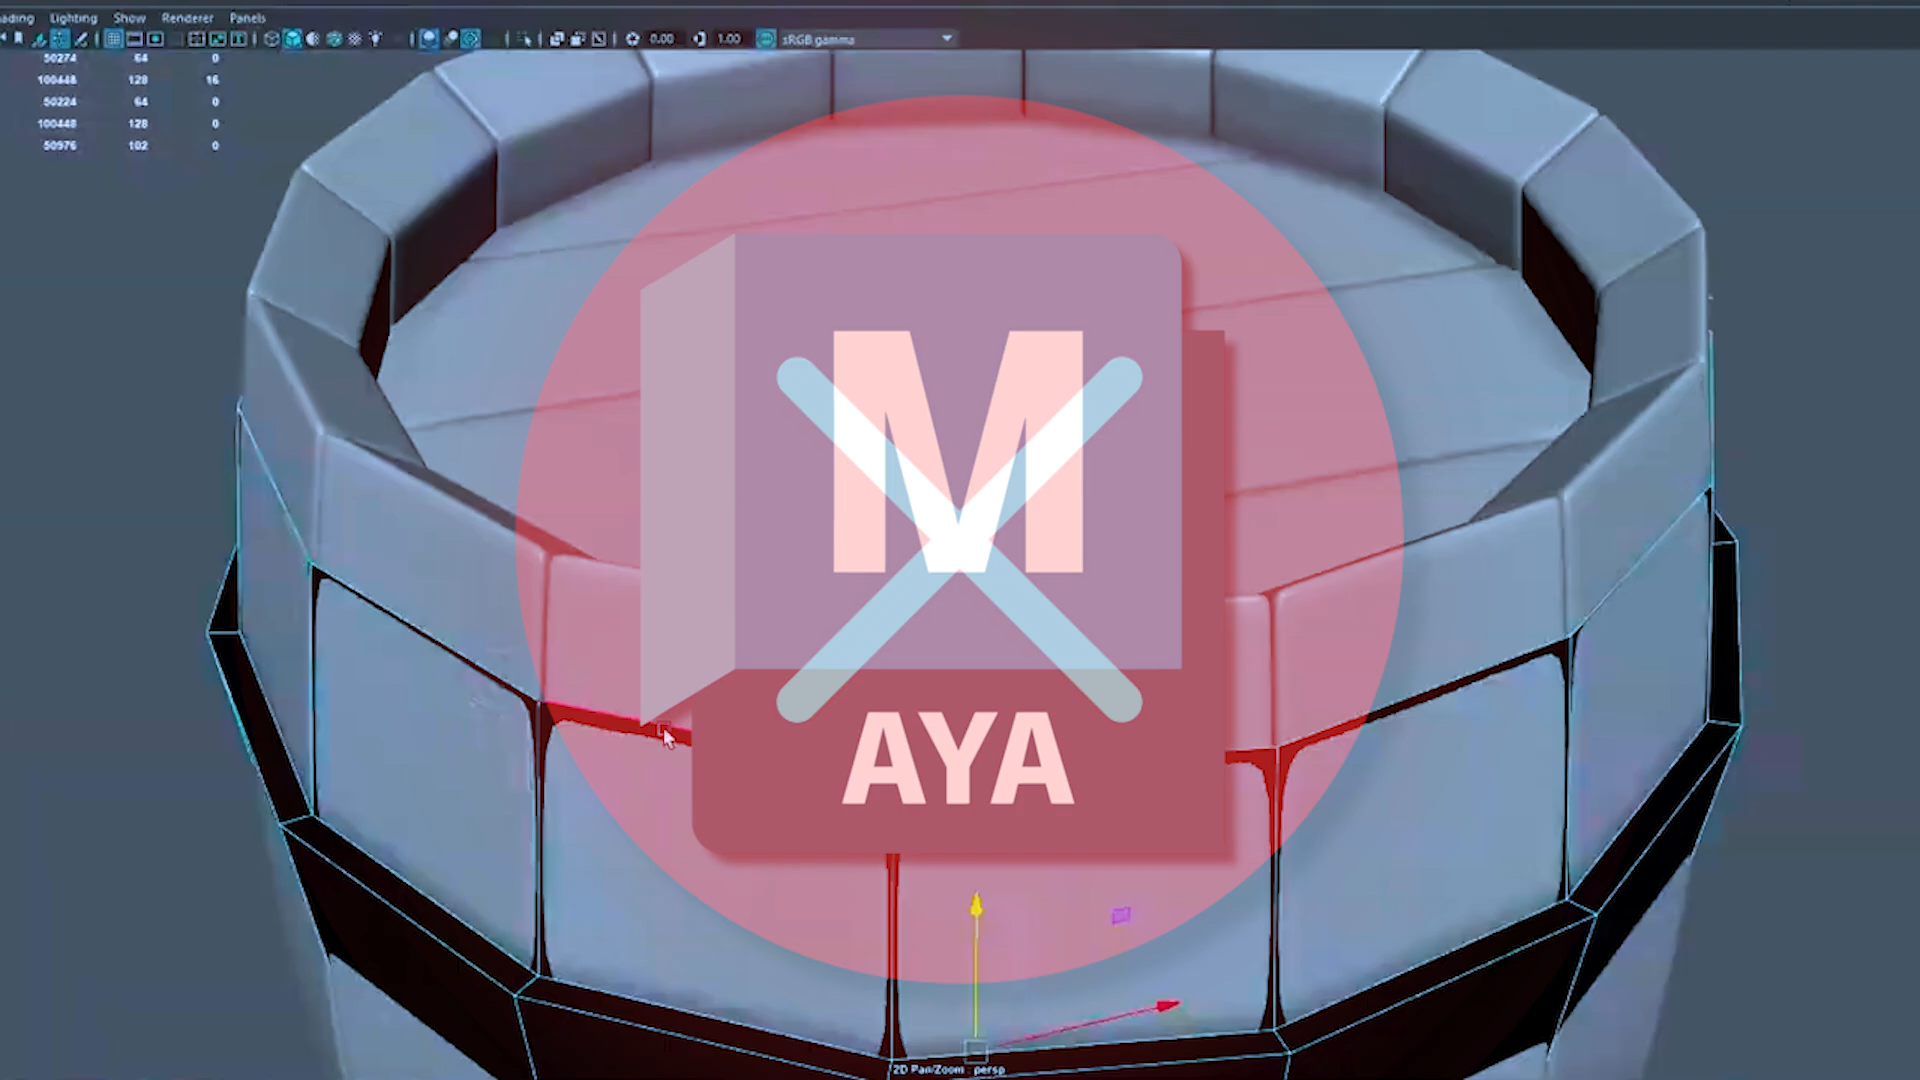 Lighting Show Renderer Panels
0.00 1.00 sRGB gamma
50274 64 0
100448 128 16
50224 64 0
100448 128 0
50976 102 0
M
AYA
2D Pan/Zoom : persp